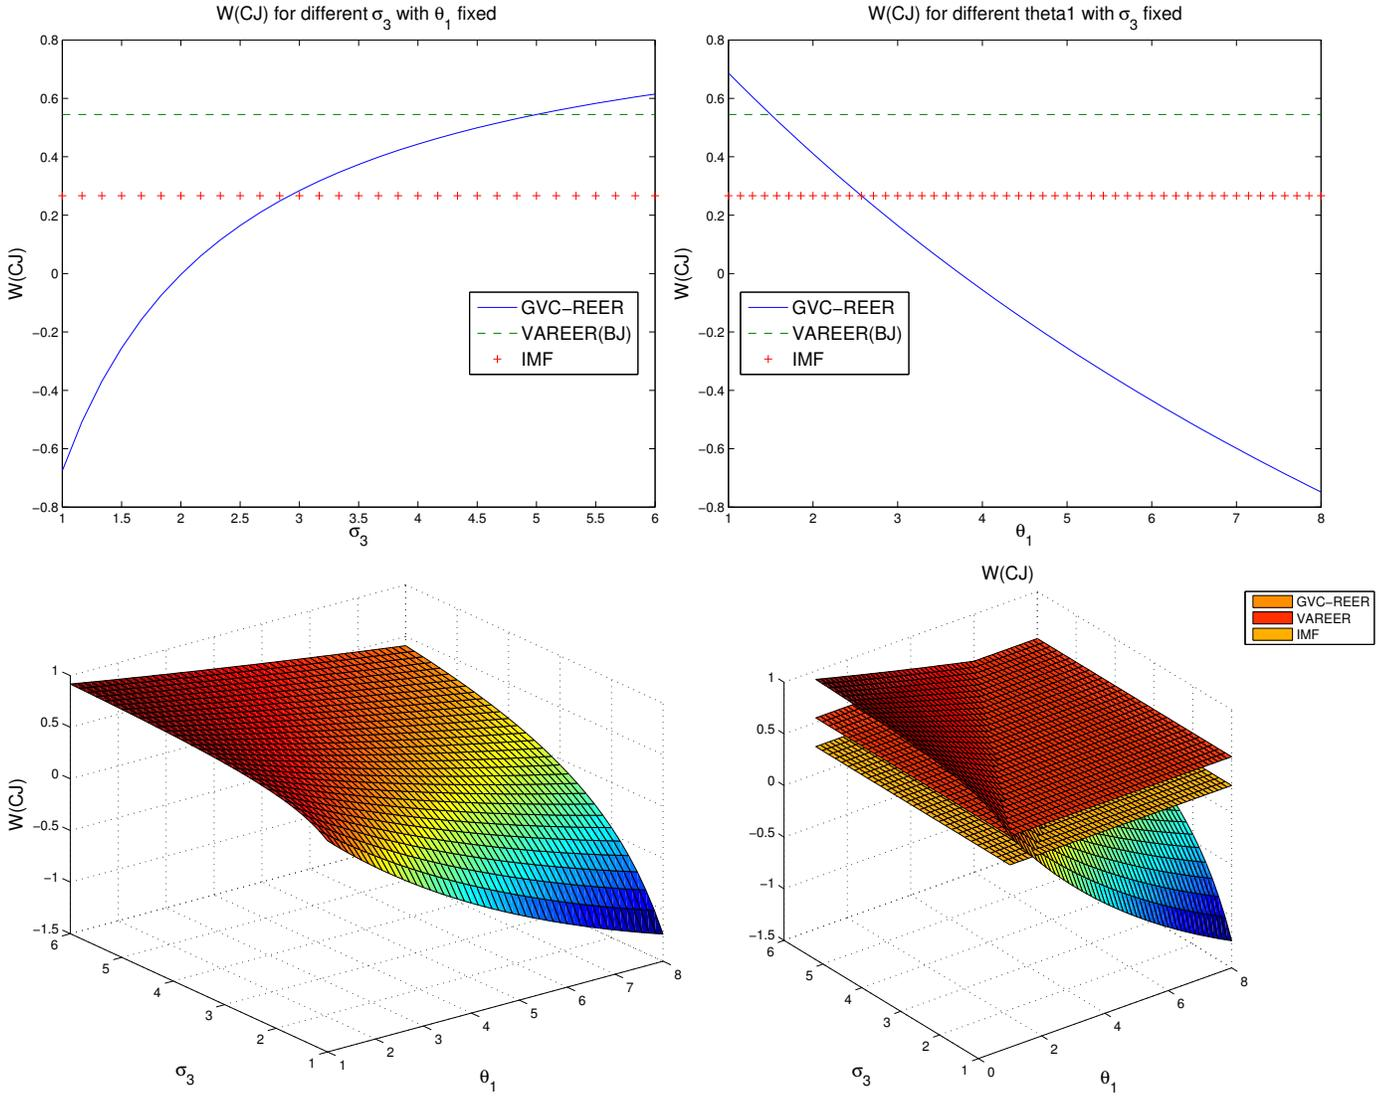 W(CJ) for different σ3 with θ1 fixed
0.8
0.6
0.4
0.2
0
−0.2
−0.4
−0.6
−0.8
W(CJ)
GVC−REER
VAREER(BJ)
IMF
1 1.5 2 2.5 3 3.5 4 4.5 5 5.5 6
σ3
W(CJ) for different theta1 with σ3 fixed
0.8
0.6
0.4
0.2
0
−0.2
−0.4
−0.6
−0.8
W(CJ)
GVC−REER
VAREER(BJ)
IMF
1 2 3 4 5 6 7 8
θ1
1
0.5
0
−0.5
−1
−1.5
W(CJ)
6
5
4
3
2
1
σ3
1
2
3
4
5
6
7
8
θ1
W(CJ)
GVC−REER
VAREER
IMF
1
0.5
0
−0.5
−1
−1.5
6
5
4
3
2
1
σ3
0
2
4
6
8
θ1